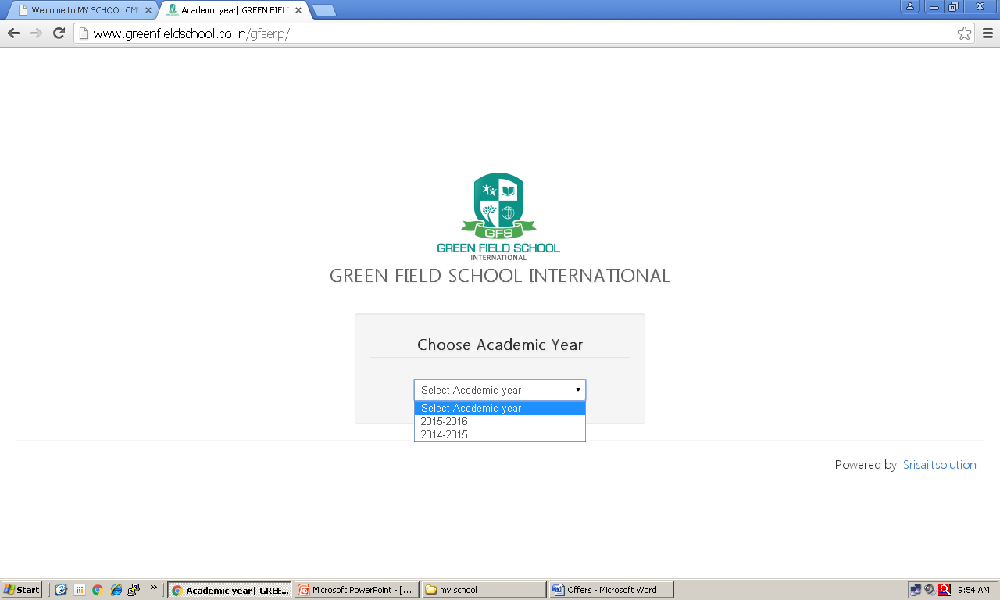 Welcome to MY SCHOOL CMS
Academic year| GREEN FIEL
www.greenfieldschool.co.in/gfserp/
GFS
GREEN FIELD SCHOOL
INTERNATIONAL
GREEN FIELD SCHOOL INTERNATIONAL
Choose Academic Year
Select Acedemic year
Select Acedemic year
2015-2016
2014-2015
Powered by: Srisaiitsolution
Start
Academic year| GREE...
Microsoft PowerPoint - [...
my school
Offers - Microsoft Word
9:54 AM